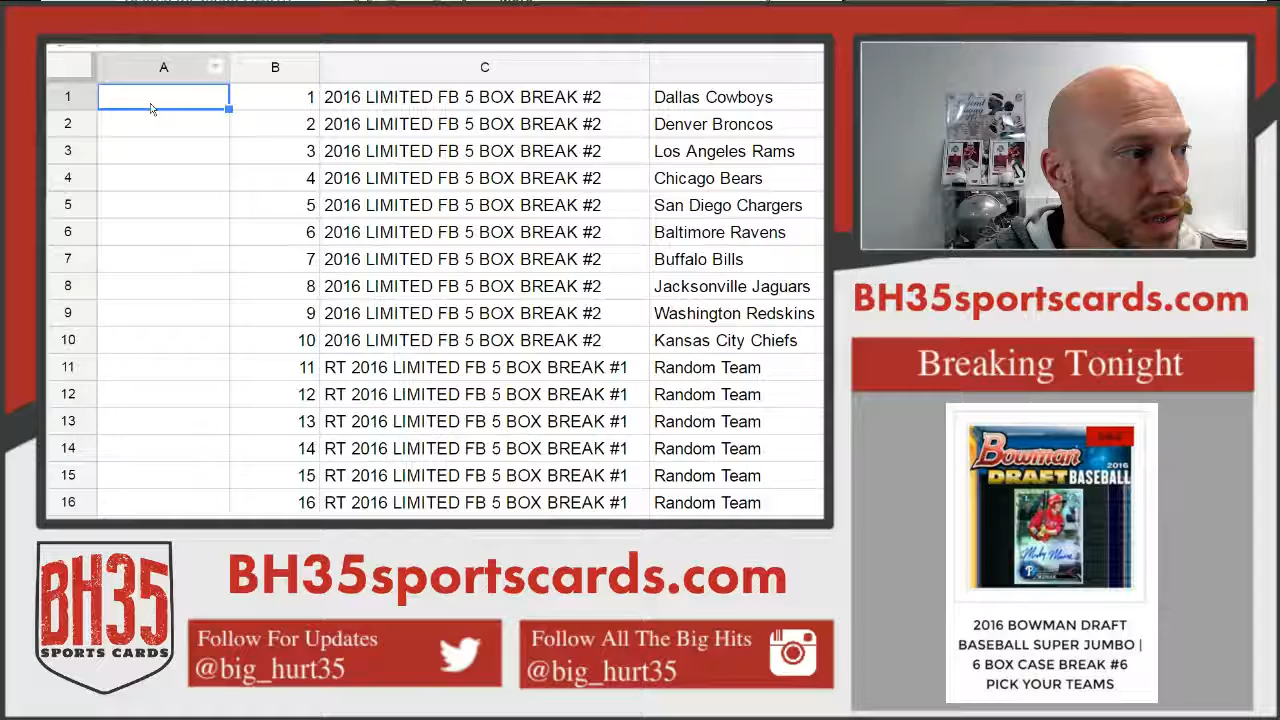 A B C
1 1 2016 LIMITED FB 5 BOX BREAK #2 Dallas Cowboys
2 2 2016 LIMITED FB 5 BOX BREAK #2 Denver Broncos
3 3 2016 LIMITED FB 5 BOX BREAK #2 Los Angeles Rams
4 4 2016 LIMITED FB 5 BOX BREAK #2 Chicago Bears
5 5 2016 LIMITED FB 5 BOX BREAK #2 San Diego Chargers
6 6 2016 LIMITED FB 5 BOX BREAK #2 Baltimore Ravens
7 7 2016 LIMITED FB 5 BOX BREAK #2 Buffalo Bills
8 8 2016 LIMITED FB 5 BOX BREAK #2 Jacksonville Jaguars
9 9 2016 LIMITED FB 5 BOX BREAK #2 Washington Redskins
10 10 2016 LIMITED FB 5 BOX BREAK #2 Kansas City Chiefs
11 11 RT 2016 LIMITED FB 5 BOX BREAK #1 Random Team
12 12 RT 2016 LIMITED FB 5 BOX BREAK #1 Random Team
13 13 RT 2016 LIMITED FB 5 BOX BREAK #1 Random Team
14 14 RT 2016 LIMITED FB 5 BOX BREAK #1 Random Team
15 15 RT 2016 LIMITED FB 5 BOX BREAK #1 Random Team
16 16 RT 2016 LIMITED FB 5 BOX BREAK #1 Random Team
BH35sportscards.com
Breaking Tonight
Bowman
2016
DRAFT BASEBALL
2016 BOWMAN DRAFT
BASEBALL SUPER JUMBO |
6 BOX CASE BREAK #6
PICK YOUR TEAMS
BH35
SPORTS CARDS
BH35sportscards.com
Follow For Updates
@big_hurt35
Follow All The Big Hits
@big_hurt35